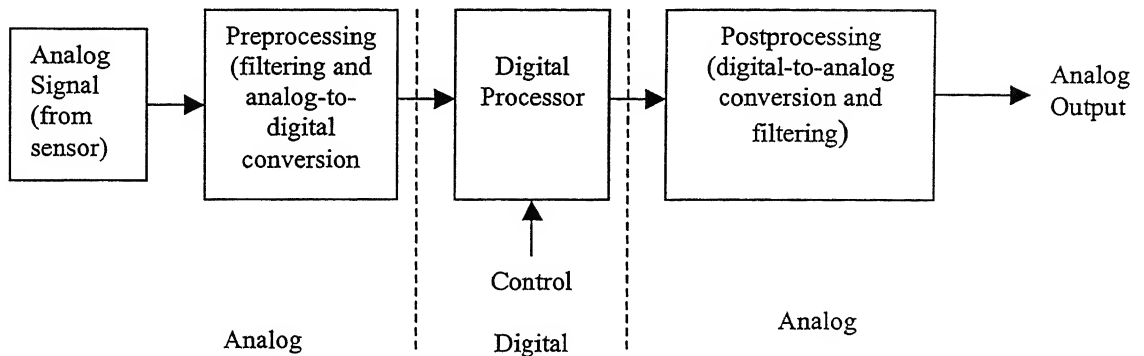 Analog
Signal
(from
sensor)
Preprocessing
(filtering and
analog-to-
digital
conversion
Digital
Processor
Postprocessing
(digital-to-analog
conversion and
filtering)
Analog
Output
Control
Analog
Digital
Analog